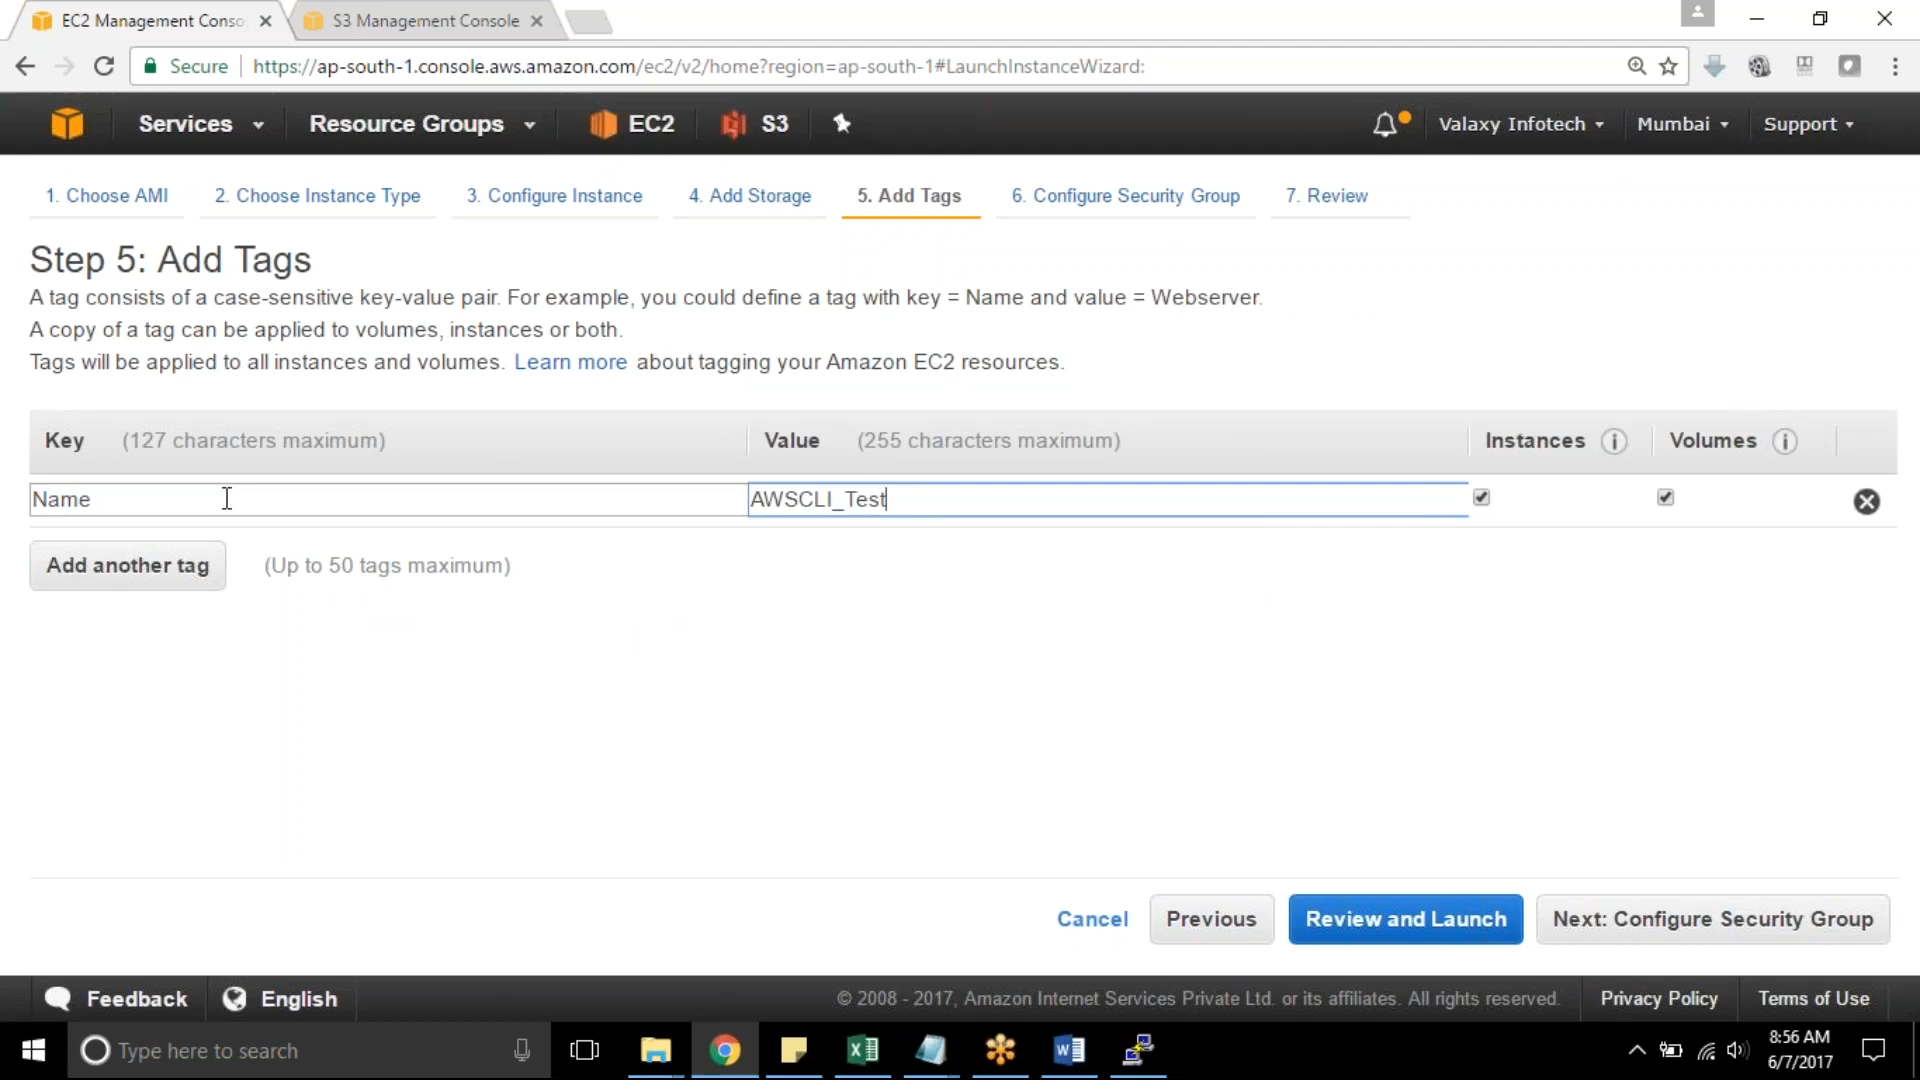 EC2 Management Conso
S3 Management Console
Secure
https://ap-south-1.console.aws.amazon.com/ec2/v2/home?region=ap-south-1#LaunchInstanceWizard:
Services
Resource Groups
EC2
S3
Valaxy Infotech
Mumbai
Support
1. Choose AMI
2. Choose Instance Type
3. Configure Instance
4. Add Storage
5. Add Tags
6. Configure Security Group
7. Review
Step 5: Add Tags
A tag consists of a case-sensitive key-value pair. For example, you could define a tag with key = Name and value = Webserver.
A copy of a tag can be applied to volumes, instances or both.
Tags will be applied to all instances and volumes. Learn more about tagging your Amazon EC2 resources.
Key (127 characters maximum)
Value (255 characters maximum)
Instances
Volumes
Name
AWSCLI_Test
Add another tag
(Up to 50 tags maximum)
Cancel
Previous
Review and Launch
Next: Configure Security Group
Feedback
English
© 2008 - 2017, Amazon Internet Services Private Ltd. or its affiliates. All rights reserved.
Privacy Policy
Terms of Use
Type here to search
8:56 AM
6/7/2017